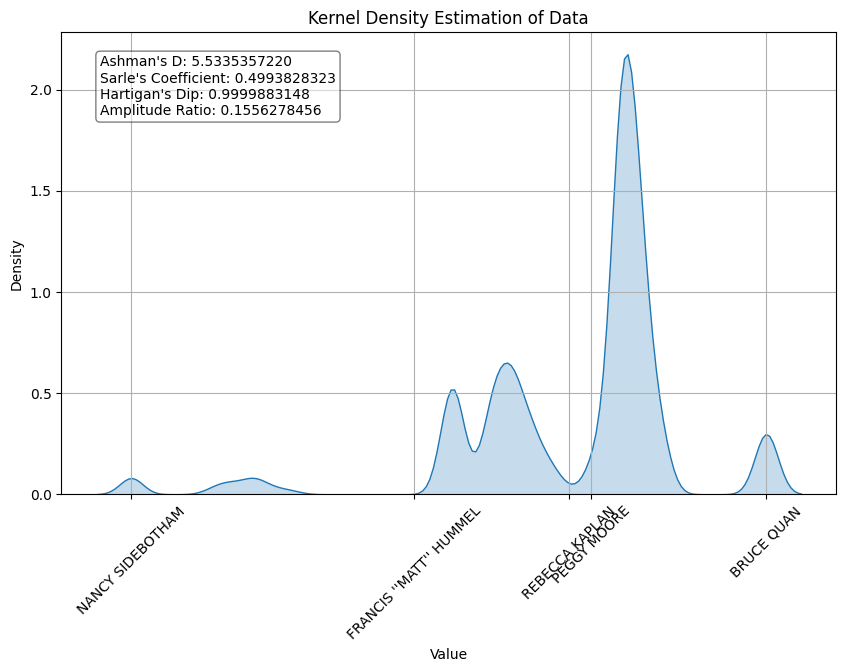 Kernel Density Estimation of Data
Ashman's D: 5.5335357220
Sarle's Coefficient: 0.4993828323
Hartigan's Dip: 0.9999883148
Amplitude Ratio: 0.1556278456
Density
2.0
1.5
1.0
0.5
0.0
NANCY SIDEBOTHAM
FRANCIS "MATT" HUMMEL
REBECCA KAPLAN
PEGGY MOORE
BRUCE QUAN
Value